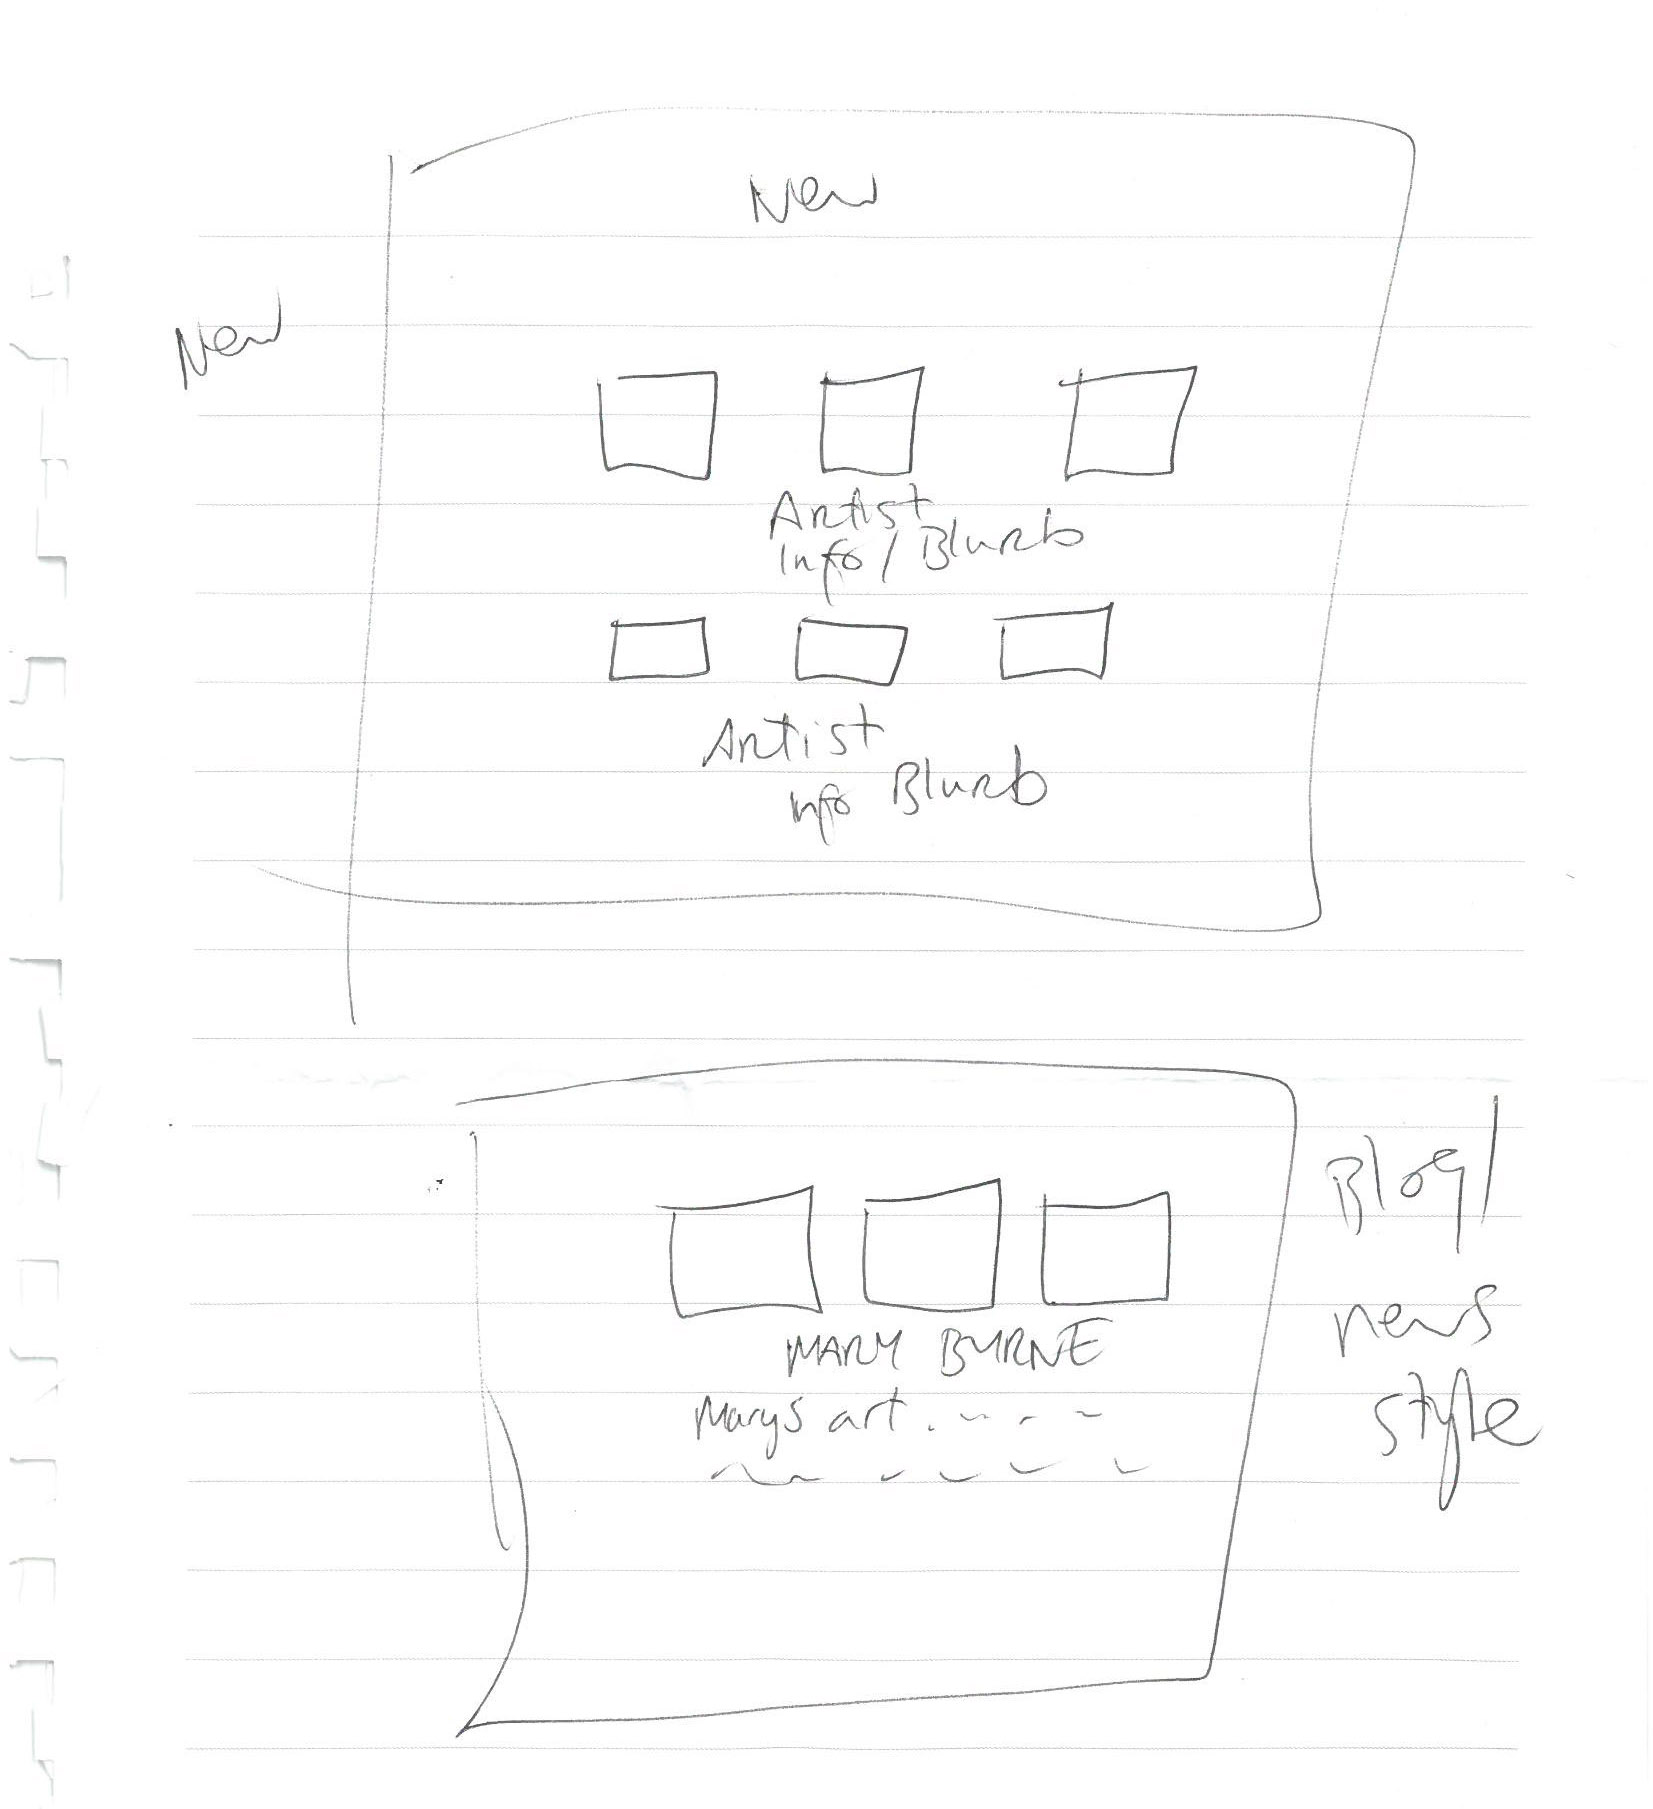 New
New
Artist
Info / Blurb
Artist
Info Blurb
MARY BYRNE
Marys art
Blog/
news
style